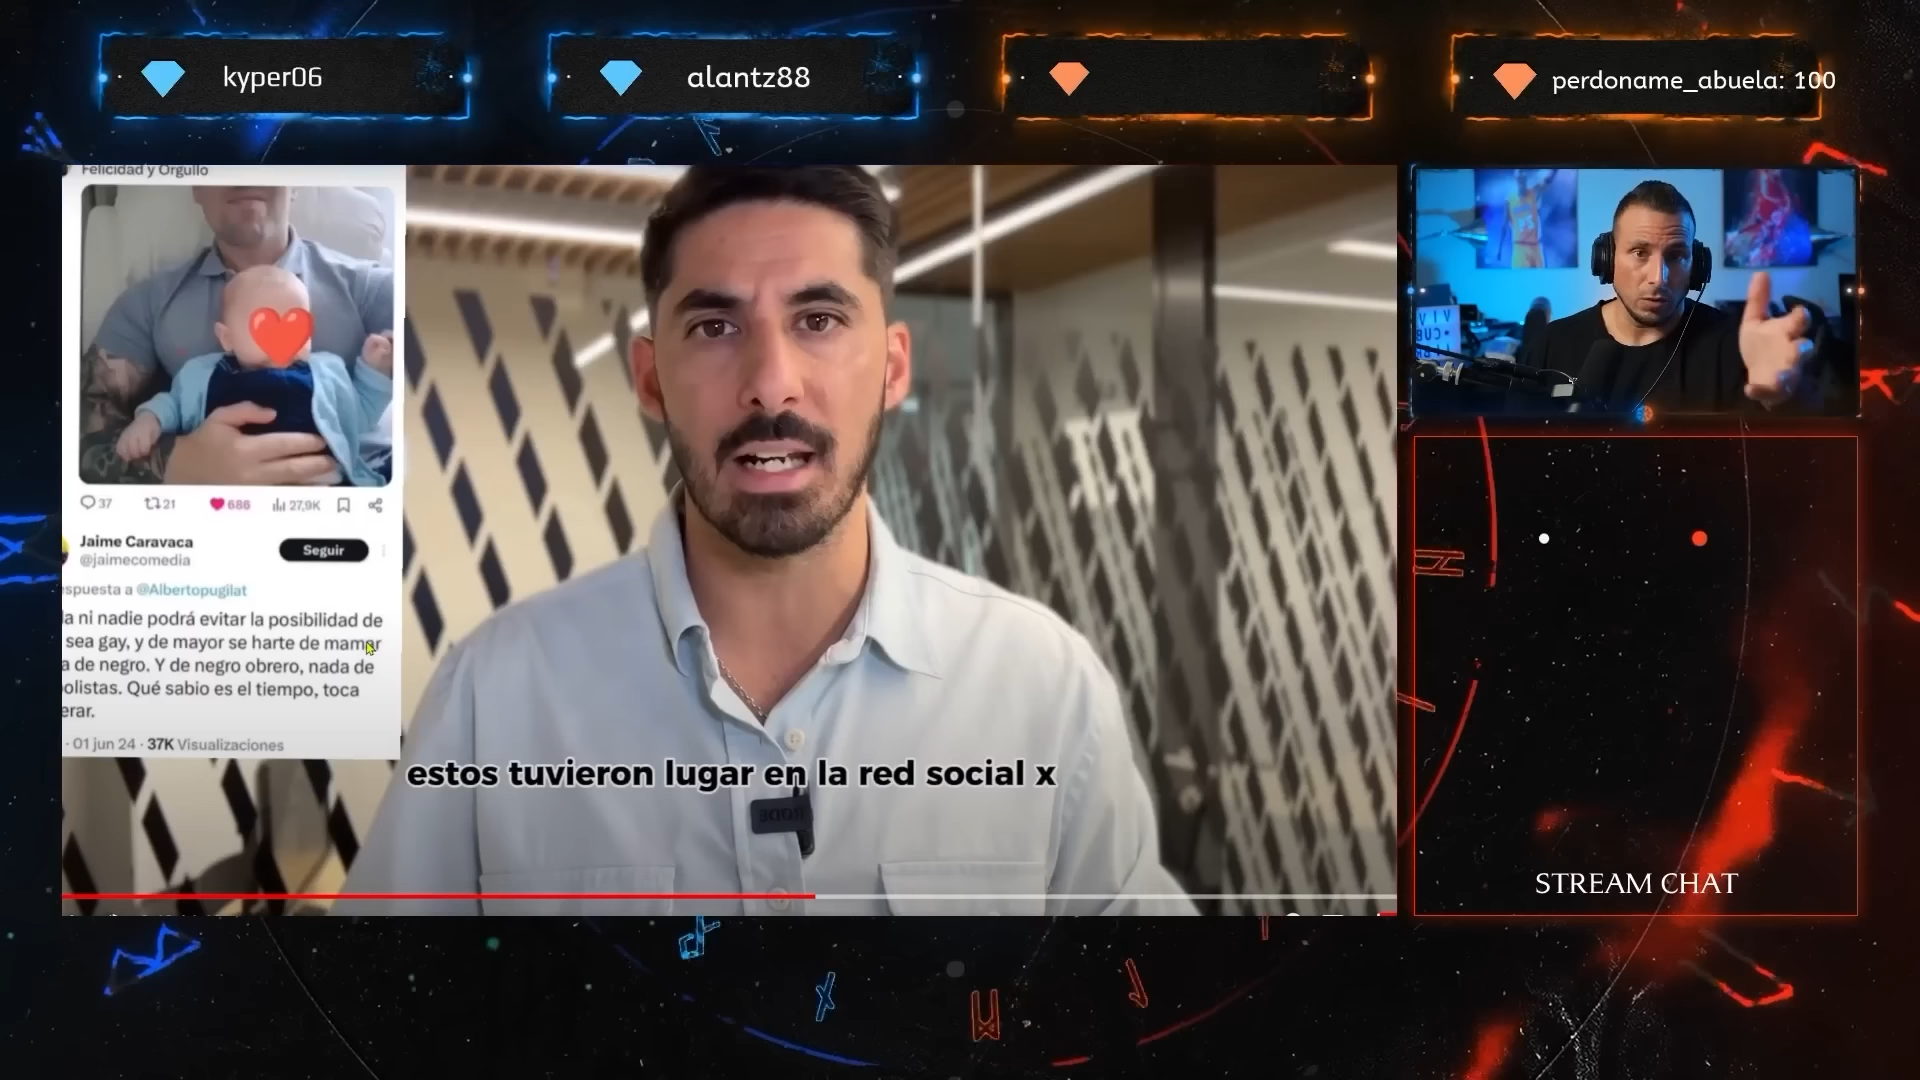 kyper06
alantz88
perdoname_abuela: 100
Felicidad y Orgullo
37 21 686 27,9K
Jaime Caravaca
@jaimecomedia
Seguir
spuesta a @Albertopugilat
a ni nadie podrá evitar la posibilidad de
sea gay, y de mayor se harte de mamar
a de negro. Y de negro obrero, nada de
olistas. Qué sabio es el tiempo, toca
erar.
· 01 jun 24 · 37K Visualizaciones
estos tuvieron lugar en la red social x
RODE
STREAM CHAT